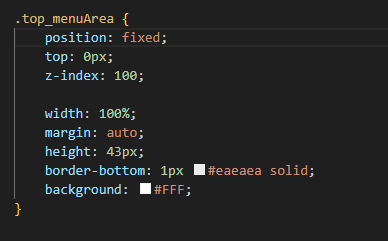 .top_menuArea {
position: fixed;
top: 0px;
z-index: 100;
width: 100%;
margin: auto;
height: 43px;
border-bottom: 1px #eaeaea solid;
background: #FFF;
}